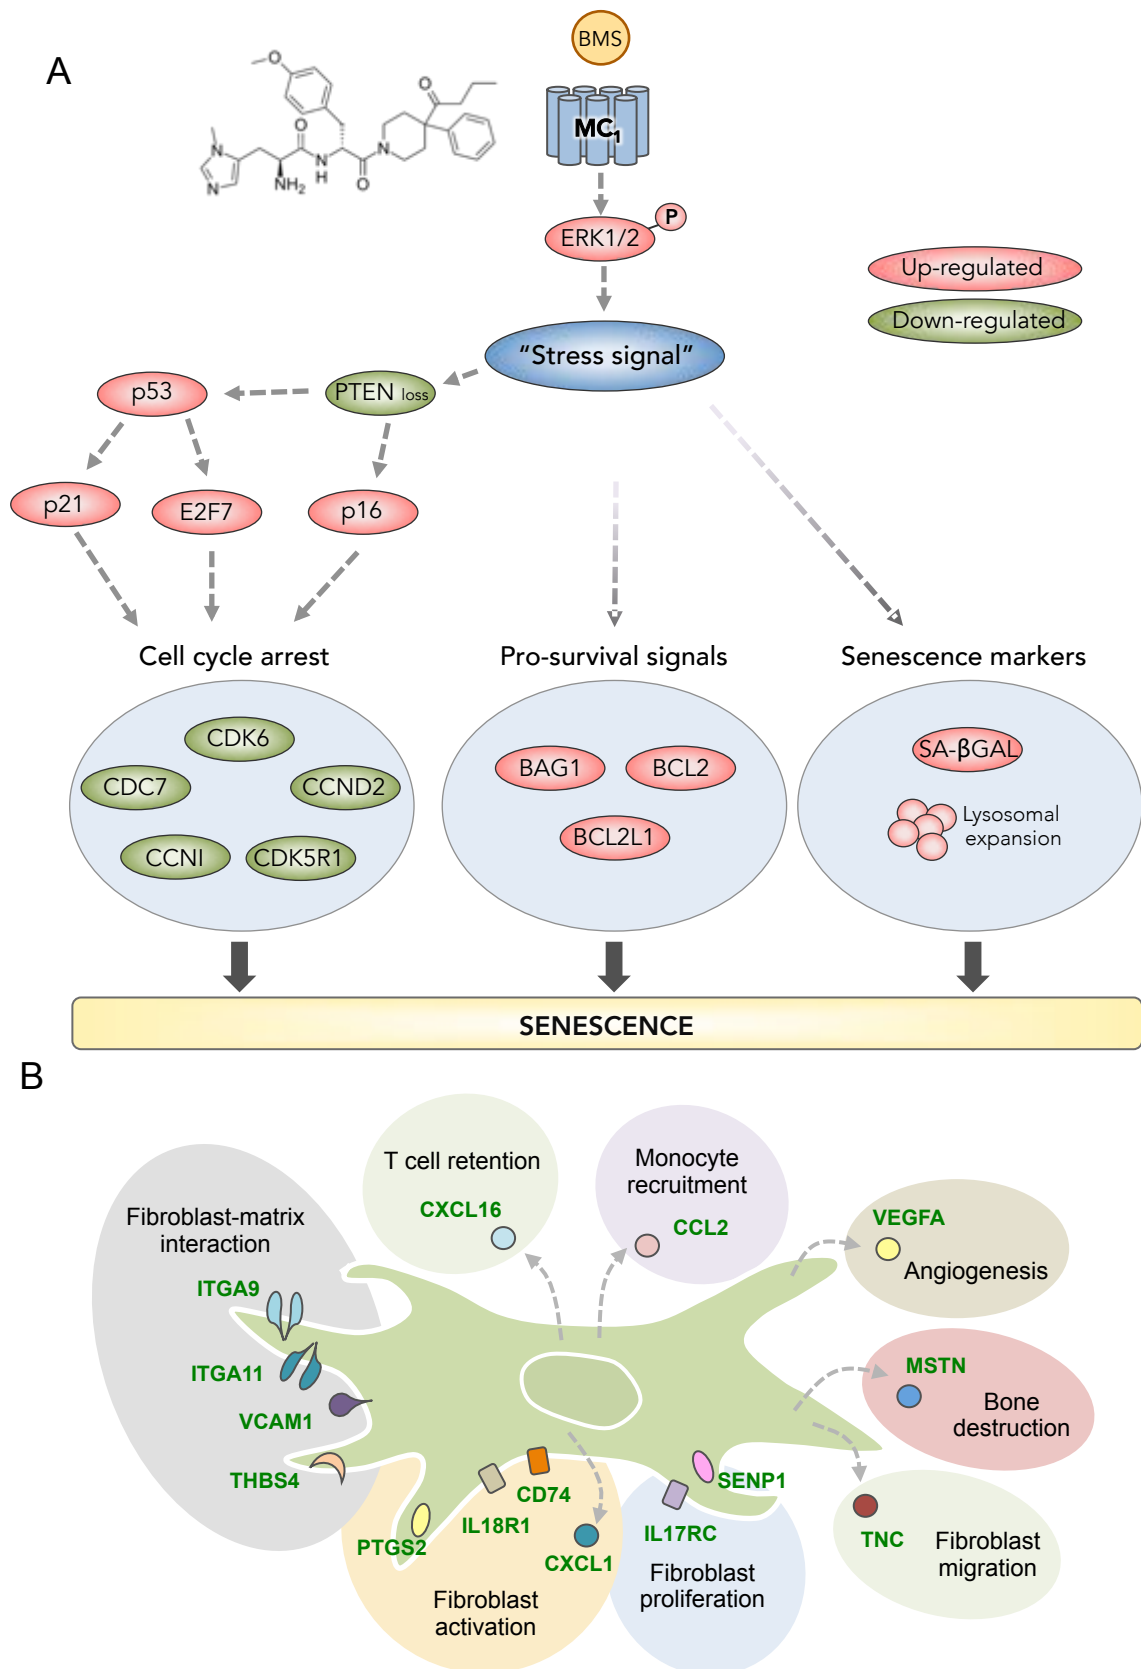 A
BMS
O
O
N
N
O
NH₂
N
H
O
N
MC₁
P
ERK1/2
Up-regulated
Down-regulated
"Stress signal"
p53
PTEN loss
p21
E2F7
p16
Cell cycle arrest
Pro-survival signals
Senescence markers
CDK6
CDC7
CCND2
CCNI
CDK5R1
BAG1
BCL2
BCL2L1
SA-βGAL
Lysosomal
expansion
SENESCENCE
B
T cell retention
CXCL16
Monocyte
recruitment
CCL2
Fibroblast-matrix
interaction
ITGA9
ITGA11
VCAM1
THBS4
VEGFA
Angiogenesis
MSTN
Bone
destruction
TNC
Fibroblast
migration
PTGS2
IL18R1
CD74
CXCL1
Fibroblast
activation
SENP1
IL17RC
Fibroblast
proliferation